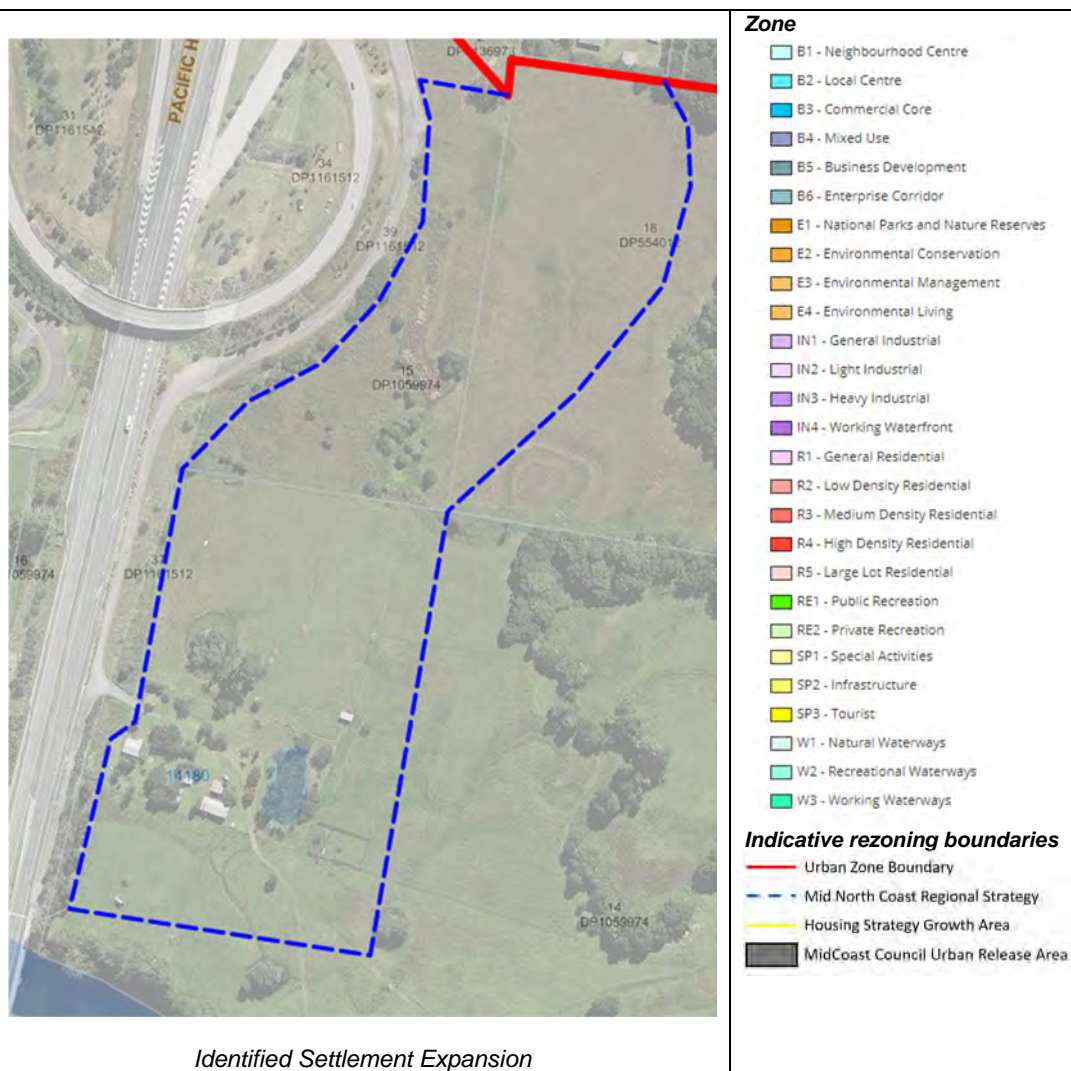 PACIFIC H
DP1136973
31
DP1161512
34
DP1161512
39
DP1161512
18
DP554012
15
DP1059974
37
DP1161512
16
1059974
14180
14
DP1059974
Identified Settlement Expansion
Zone
B1 - Neighbourhood Centre
B2 - Local Centre
B3 - Commercial Core
B4 - Mixed Use
B5 - Business Development
B6 - Enterprise Corridor
E1 - National Parks and Nature Reserves
E2 - Environmental Conservation
E3 - Environmental Management
E4 - Environmental Living
IN1 - General Industrial
IN2 - Light Industrial
IN3 - Heavy Industrial
IN4 - Working Waterfront
R1 - General Residential
R2 - Low Density Residential
R3 - Medium Density Residential
R4 - High Density Residential
R5 - Large Lot Residential
RE1 - Public Recreation
RE2 - Private Recreation
SP1 - Special Activities
SP2 - Infrastructure
SP3 - Tourist
W1 - Natural Waterways
W2 - Recreational Waterways
W3 - Working Waterways
Indicative rezoning boundaries
Urban Zone Boundary
Mid North Coast Regional Strategy
Housing Strategy Growth Area
MidCoast Council Urban Release Area